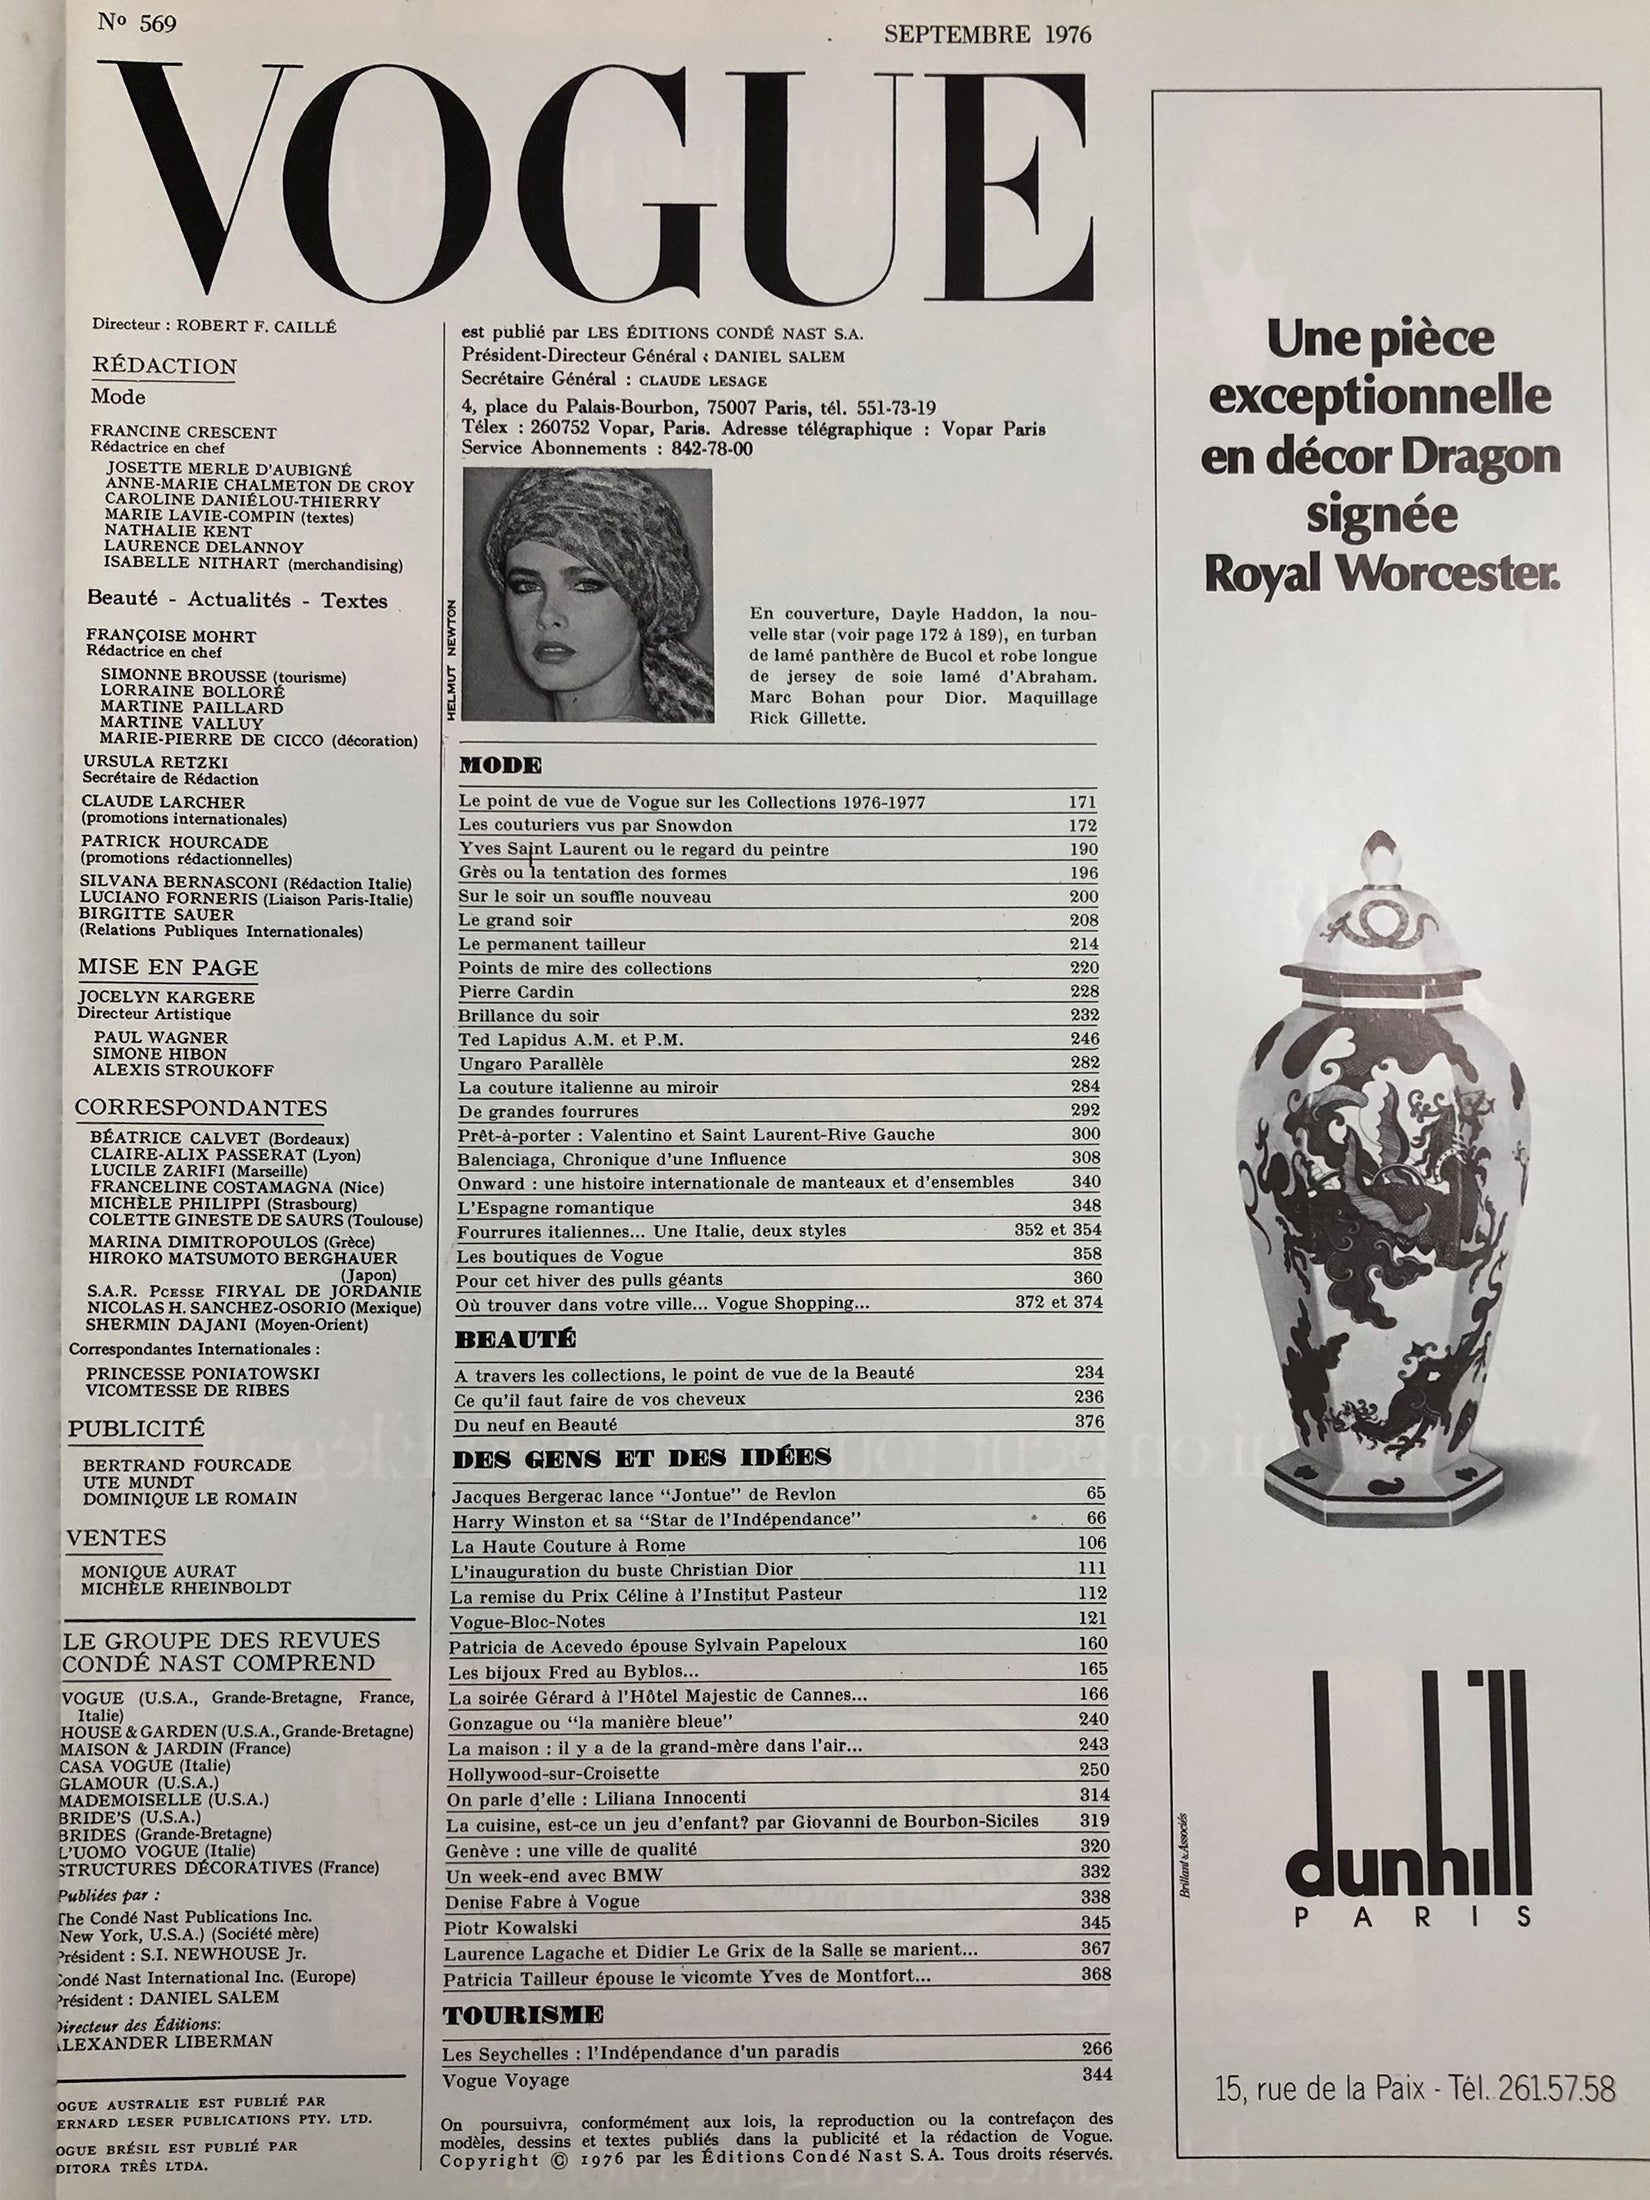 Nº 569
SEPTEMBRE 1976
VOGUE
Directeur : ROBERT F. CAILLÉ
RÉDACTION
Mode
FRANCINE CRESCENT
Rédactrice en chef
JOSETTE MERLE D'AUBIGNÉ
ANNE-MARIE CHALMETON DE CROY
CAROLINE DANIÉLOU-THIERRY
MARIE LAVIE-COMPIN (textes)
NATHALIE KENT
LAURENCE DELANNOY
ISABELLE NITHART (merchandising)
Beauté - Actualités - Textes
FRANÇOISE MOHRT
Rédactrice en chef
SIMONNE BROUSSE (tourisme)
LORRAINE BOLLORÉ
MARTINE PAILLARD
MARTINE VALLUY
MARIE-PIERRE DE CICCO (décoration)
URSULA RETZKI
Secrétaire de Rédaction
CLAUDE LARCHER
(promotions internationales)
PATRICK HOURCADE
(promotions rédactionnelles)
SILVANA BERNASCONI (Rédaction Italie)
LUCIANO FORNERIS (Liaison Paris-Italie)
BIRGITTE SAUER
(Relations Publiques Internationales)
MISE EN PAGE
JOCELYN KARGERE
Directeur Artistique
PAUL WAGNER
SIMONE HIBON
ALEXIS STROUKOFF
CORRESPONDANTES
BÉATRICE CALVET (Bordeaux)
CLAIRE-ALIX PASSERAT (Lyon)
LUCILE ZARIFI (Marseille)
FRANCELINE COSTAMAGNA (Nice)
MICHÈLE PHILIPPI (Strasbourg)
COLETTE GINESTE DE SAURS (Toulouse)
MARINA DIMITROPOULOS (Grèce)
HIROKO MATSUMOTO BERGHAUER
(Japon)
S.A.R. PCESSE FIRYAL DE JORDANIE
NICOLAS H. SANCHEZ-OSORIO (Mexique)
SHERMIN DAJANI (Moyen-Orient)
Correspondantes Internationales :
PRINCESSE PONIATOWSKI
VICOMTESSE DE RIBES
PUBLICITÉ
BERTRAND FOURCADE
UTE MUNDT
DOMINIQUE LE ROMAIN
VENTES
MONIQUE AURAT
MICHÈLE RHEINBOLDT
LE GROUPE DES REVUES
CONDÉ NAST COMPREND
VOGUE (U.S.A., Grande-Bretagne, France,
Italie)
HOUSE & GARDEN (U.S.A., Grande-Bretagne)
MAISON & JARDIN (France)
CASA VOGUE (Italie)
GLAMOUR (U.S.A.)
MADEMOISELLE (U.S.A.)
BRIDE'S (U.S.A.)
BRIDES (Grande-Bretagne)
L'UOMO VOGUE (Italie)
STRUCTURES DÉCORATIVES (France)
Publiées par :
The Condé Nast Publications Inc.
New York, U.S.A.) (Société mère)
Président : S.I. NEWHOUSE Jr.
Condé Nast International Inc. (Europe)
Président : DANIEL SALEM
Directeur des Éditions:
ALEXANDER LIBERMAN
OGUE AUSTRALIE EST PUBLIÉ PAR
ERNARD LESER PUBLICATIONS PTY. LTD.
OGUE BRÉSIL EST PUBLIÉ PAR
DITORA TRÊS LTDA.
est publié par LES ÉDITIONS CONDÉ NAST S.A.
Président-Directeur Général : DANIEL SALEM
Secrétaire Général : CLAUDE LESAGE
4, place du Palais-Bourbon, 75007 Paris, tél. 551-73-19
Télex : 260752 Vopar, Paris. Adresse télégraphique : Vopar Paris
Service Abonnements : 842-78-00
HELMUT NEWTON
En couverture, Dayle Haddon, la nou-
velle star (voir page 172 à 189), en turban
de lamé panthère de Bucol et robe longue
de jersey de soie lamé d'Abraham.
Marc Bohan pour Dior. Maquillage
Rick Gillette.
MODE
Le point de vue de Vogue sur les Collections 1976-1977 171
Les couturiers vus par Snowdon 172
Yves Saint Laurent ou le regard du peintre 190
Grès ou la tentation des formes 196
Sur le soir un souffle nouveau 200
Le grand soir 208
Le permanent tailleur 214
Points de mire des collections 220
Pierre Cardin 228
Brillance du soir 232
Ted Lapidus A.M. et P.M. 246
Ungaro Parallèle 282
La couture italienne au miroir 284
De grandes fourrures 292
Prêt-à-porter : Valentino et Saint Laurent-Rive Gauche 300
Balenciaga, Chronique d'une Influence 308
Onward : une histoire internationale de manteaux et d'ensembles 340
L'Espagne romantique 348
Fourrures italiennes... Une Italie, deux styles 352 et 354
Les boutiques de Vogue 358
Pour cet hiver des pulls géants 360
Où trouver dans votre ville... Vogue Shopping... 372 et 374
BEAUTÉ
A travers les collections, le point de vue de la Beauté 234
Ce qu'il faut faire de vos cheveux 236
Du neuf en Beauté 376
DES GENS ET DES IDÉES
Jacques Bergerac lance "Jontue" de Revlon 65
Harry Winston et sa "Star de l'Indépendance" 66
La Haute Couture à Rome 106
L'inauguration du buste Christian Dior 111
La remise du Prix Céline à l'Institut Pasteur 112
Vogue-Bloc-Notes 121
Patricia de Acevedo épouse Sylvain Papeloux 160
Les bijoux Fred au Byblos... 165
La soirée Gérard à l'Hôtel Majestic de Cannes... 166
Gonzague ou "la manière bleue" 240
La maison : il y a de la grand-mère dans l'air... 243
Hollywood-sur-Croisette 250
On parle d'elle : Liliana Innocenti 314
La cuisine, est-ce un jeu d'enfant? par Giovanni de Bourbon-Siciles 319
Genève : une ville de qualité 320
Un week-end avec BMW 332
Denise Fabre à Vogue 338
Piotr Kowalski 345
Laurence Lagache et Didier Le Grix de la Salle se marient... 367
Patricia Tailleur épouse le vicomte Yves de Montfort... 368
TOURISME
Les Seychelles : l'Indépendance d'un paradis 266
Vogue Voyage 344
On poursuivra, conformément aux lois, la reproduction ou la contrefaçon des
modèles, dessins et textes publiés dans la publicité et la rédaction de Vogue.
Copyright © 1976 par les Éditions Condé Nast S.A. Tous droits réservés.
Une pièce
exceptionnelle
en décor Dragon
signée
Royal Worcester.
Brillant & Associés
dunhill
PARIS
15, rue de la Paix - Tél. 261.57.58